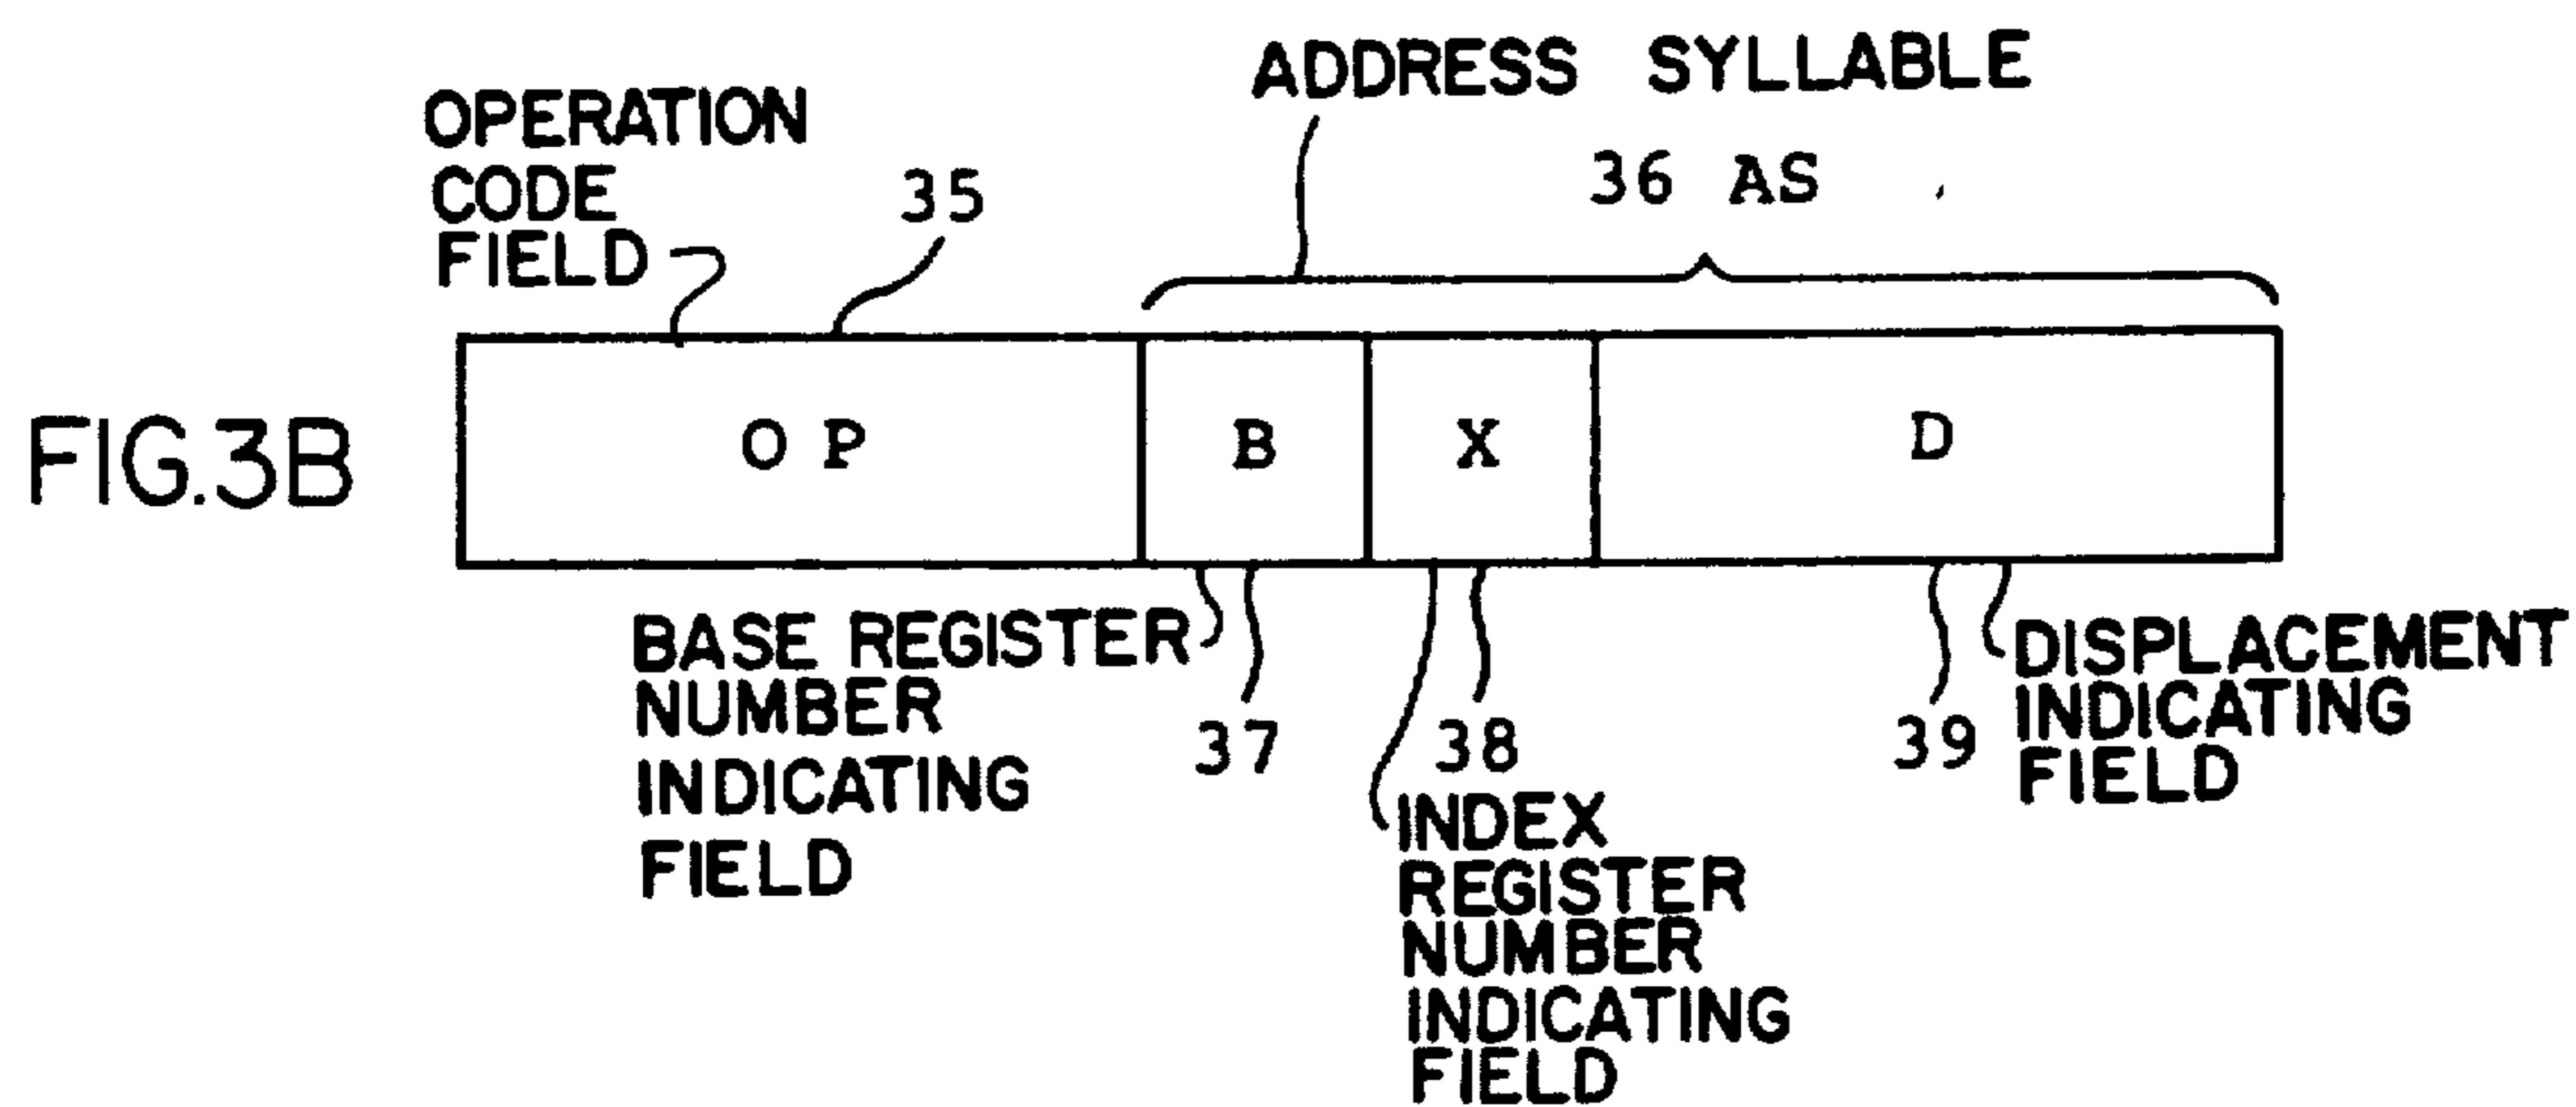 ADDRESS SYLLABLE
36 AS
OPERATION
CODE
FIELD
35
FIG.3B
OP
B
X
D
BASE REGISTER
NUMBER
INDICATING
FIELD
37
38
INDEX
REGISTER
NUMBER
INDICATING
FIELD
39
DISPLACEMENT
INDICATING
FIELD